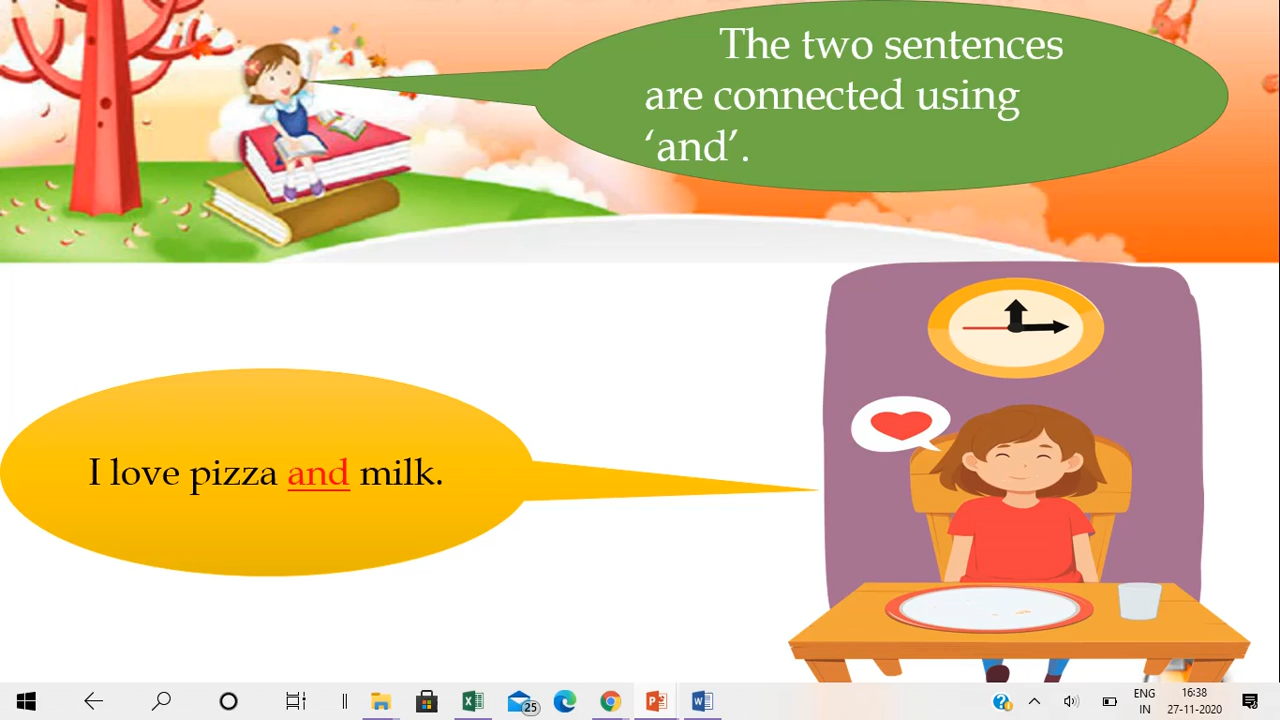 The two sentences
are connected using
‘and’.
I love pizza and milk.
25
ENG
IN
16:38
27-11-2020